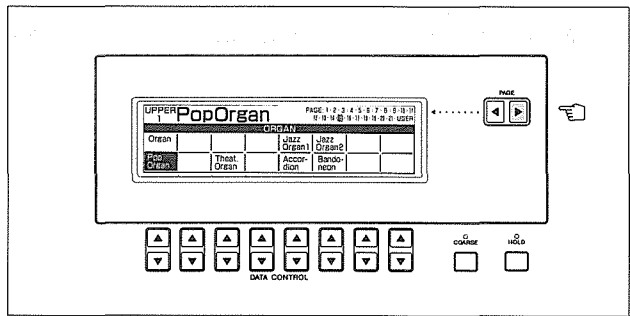 PAGE
UPPER 1 PopOrgan
PAGE: 1 · 2 · 3 · 4 · 5 · 6 · 7 · 8 · 9 · 10 · 11
12 · 13 · 14 · 15 · 16 · 17 · 18 · 19 · 20 · 21 · USER
ORGAN
Organ Jazz Organ1 Jazz Organ2
Pop Organ Theat. Organ Accor-dion Bando-neon
COARSE HOLD
DATA CONTROL